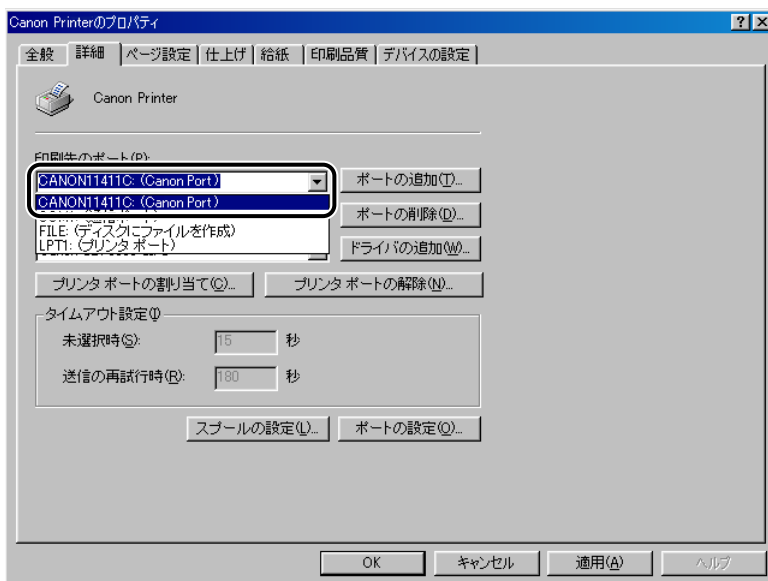 Canon Printerのプロパティ
全般 詳細 ページ設定 仕上げ 給紙 印刷品質 デバイスの設定
Canon Printer
印刷先のポート(P):
CANON11411C: (Canon Port) ポートの追加(T)...
CANON11411C: (Canon Port)
ポートの削除(D)...
FILE: (ディスクにファイルを作成)
LPT1: (プリンタ ポート) ドライバの追加(W)...
プリンタ ポートの割り当て(C)... プリンタ ポートの解除(N)...
タイムアウト設定(I)
未選択時(S): 15 秒
送信の再試行時(R): 180 秒
スプールの設定(L)... ポートの設定(O)...
OK キャンセル 適用(A) ヘルプ